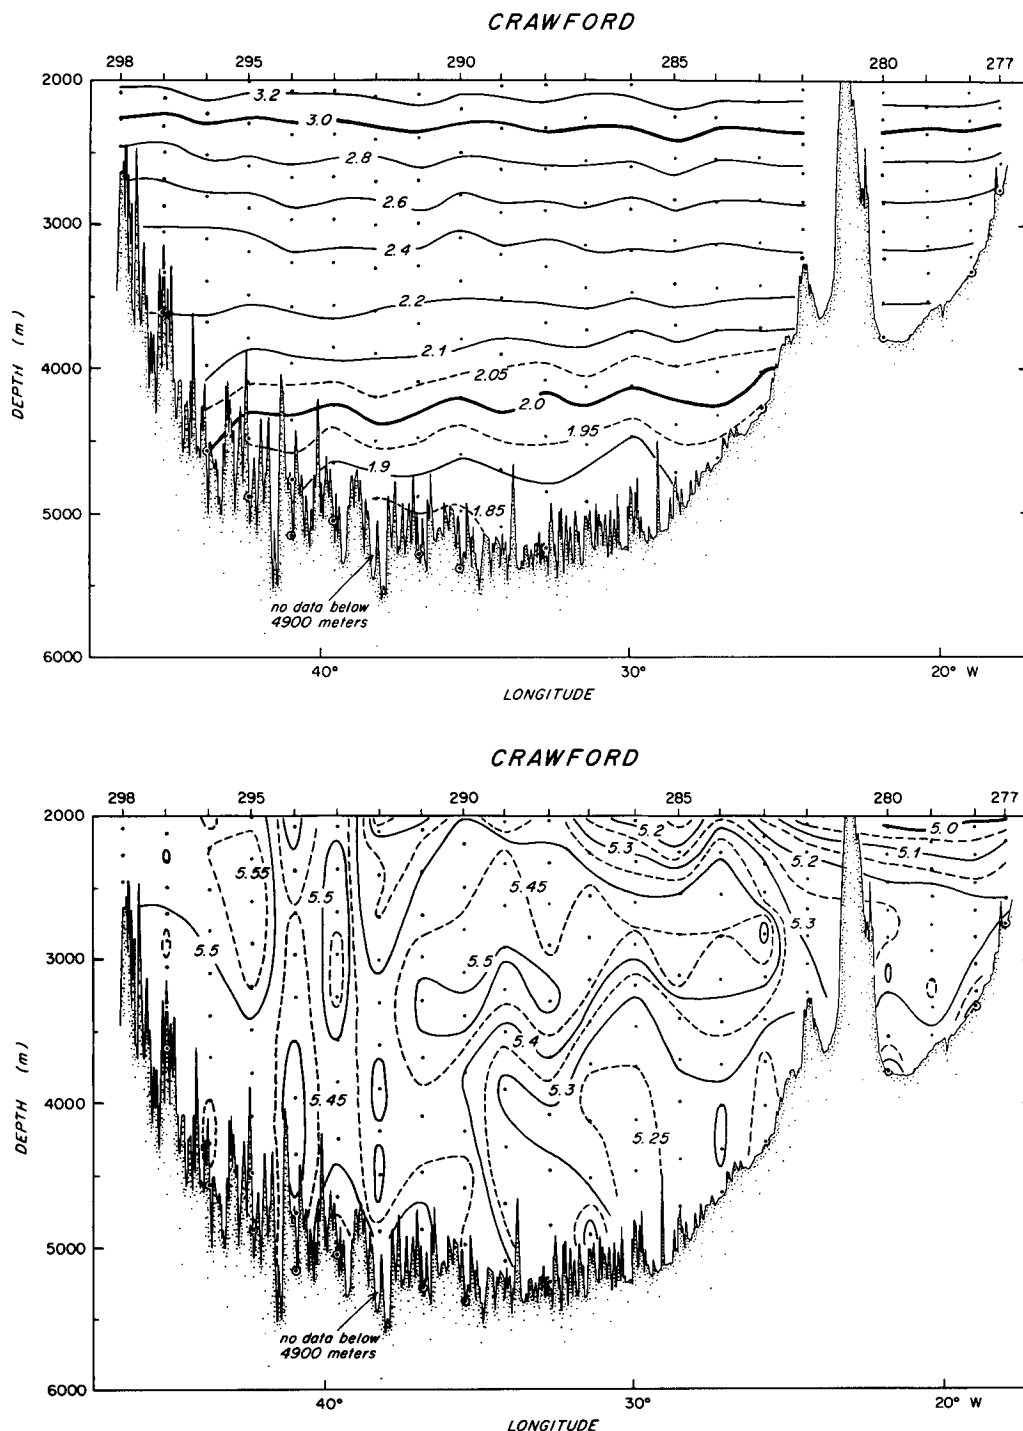 CRAWFORD
298 295 290 285 280 277
2000
3.2
3.0
2.8
2.6
3000
2.4
2.2
2.1
4000
2.05
2.0
1.95
1.9
5000
1.85
no data below
4900 meters
6000
DEPTH (m)
40° 30° 20° W
LONGITUDE
CRAWFORD
298 295 290 285 280 277
2000
5.2 5.0
5.3 5.1
5.55 5.2
5.5 5.45
5.3
5.5 5.5
3000
5.4
5.3
4000
5.45
5.25
5000
no data below
4900 meters
6000
DEPTH (m)
40° 30° 20° W
LONGITUDE